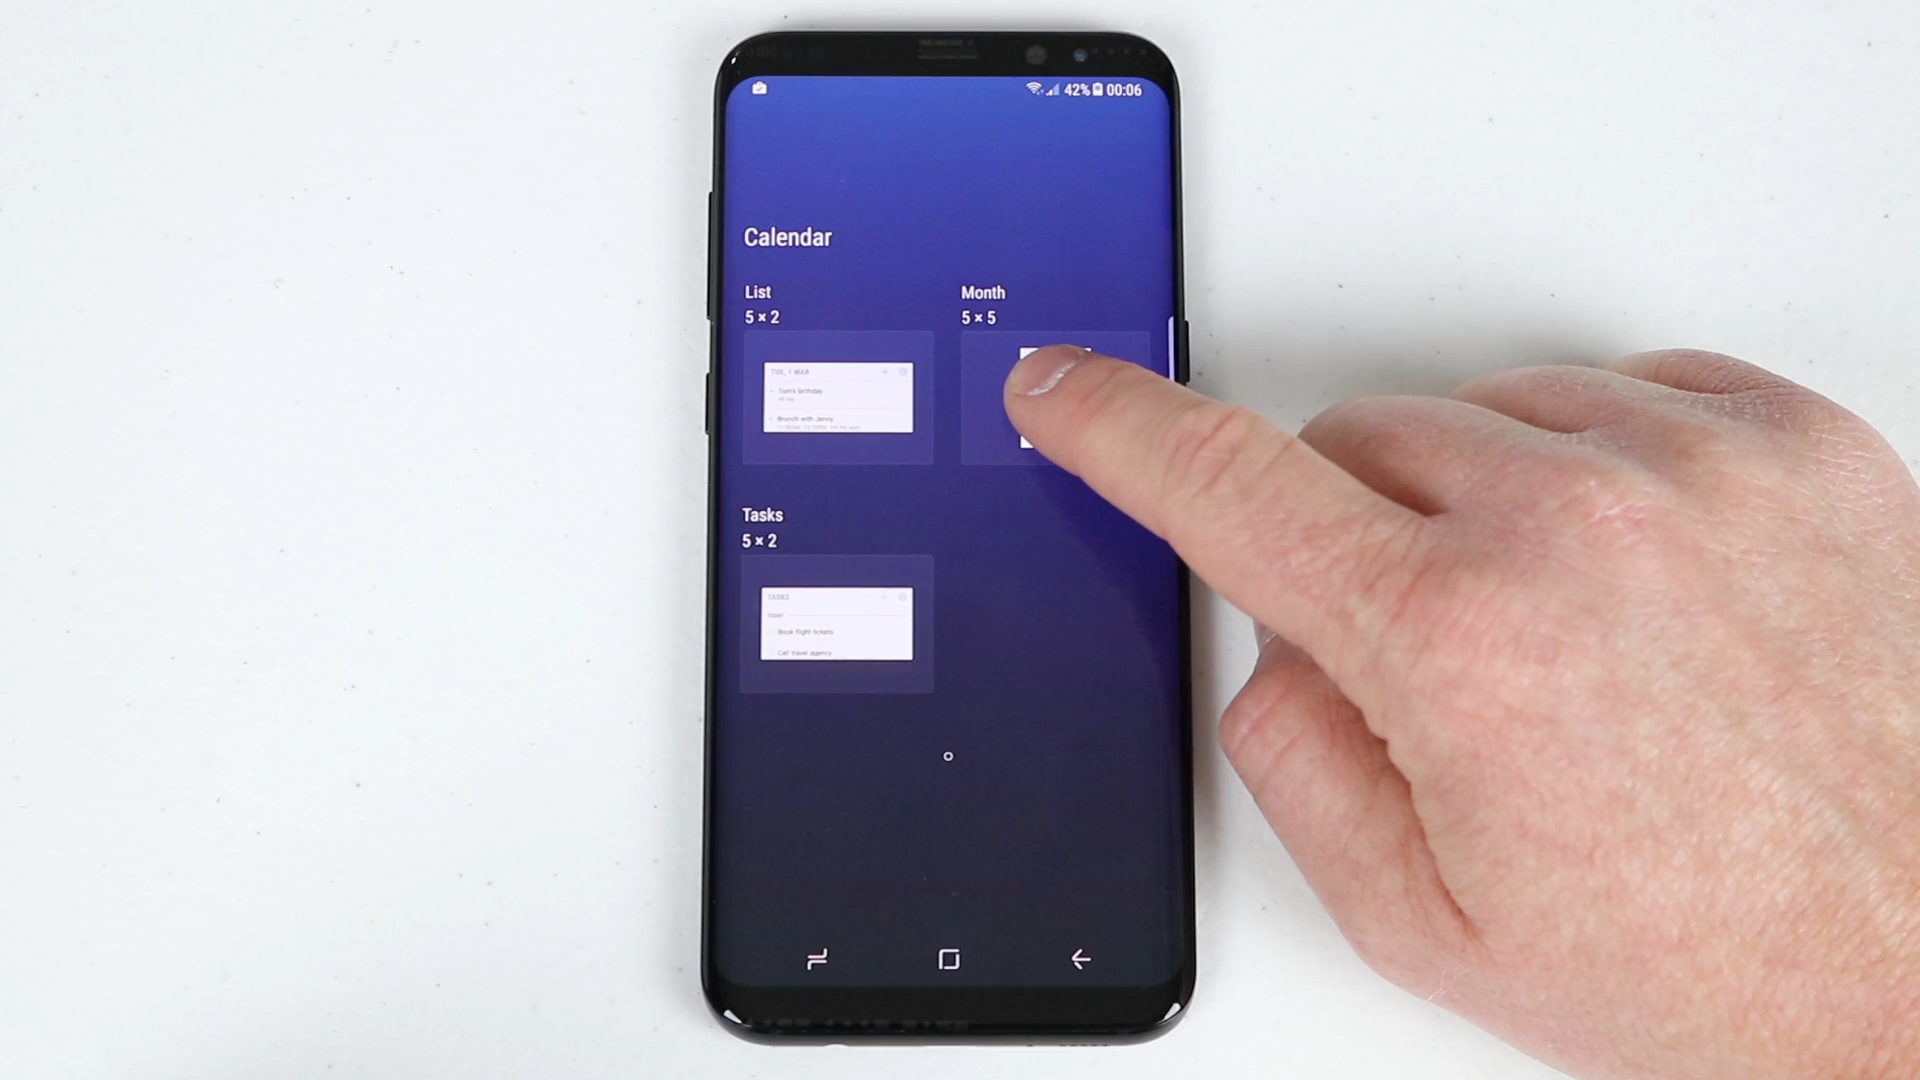 42% 00:06
Calendar
List
5 × 2
Month
5 × 5
TUE, 1 MAR
Tom's birthday
All day
Brunch with Jenny
Tasks
5 × 2
TASKS
Book flight tickets
Call travel agency